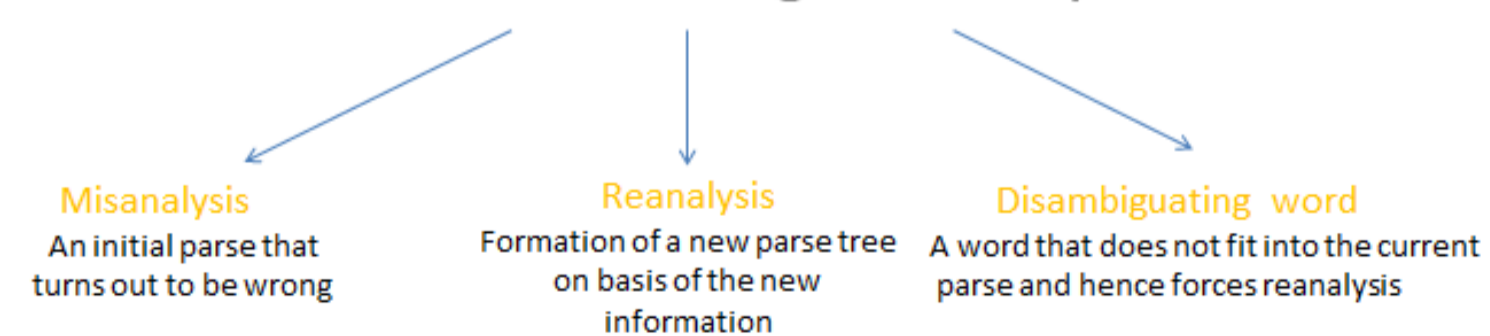 Misanalysis
An initial parse that
turns out to be wrong
Reanalysis
Formation of a new parse tree
on basis of the new
information
Disambiguating word
A word that does not fit into the current
parse and hence forces reanalysis